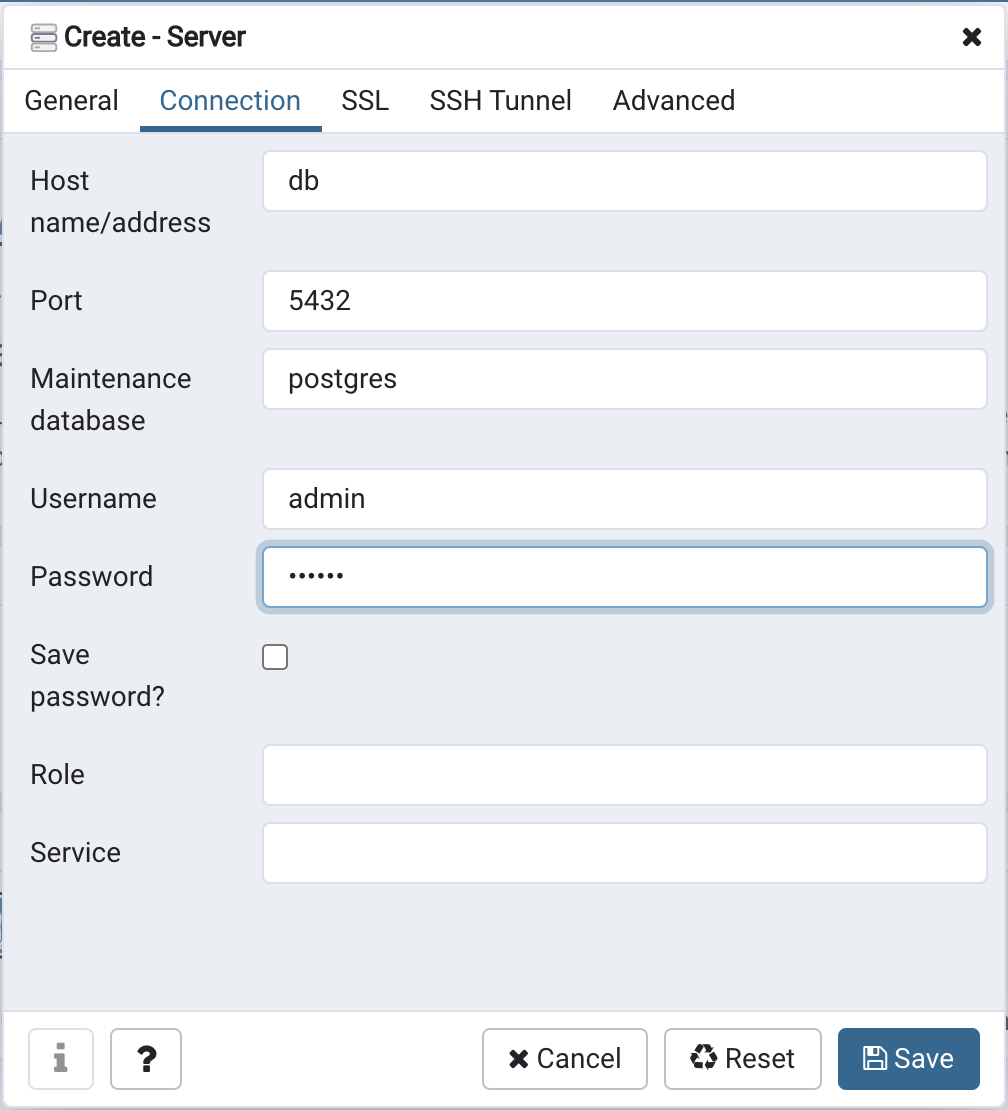 Create - Server
General Connection SSL SSH Tunnel Advanced
Host
name/address
db
Port
5432
Maintenance
database
postgres
Username
admin
Password
••••••
Save
password?
Role
Service
Cancel Reset Save